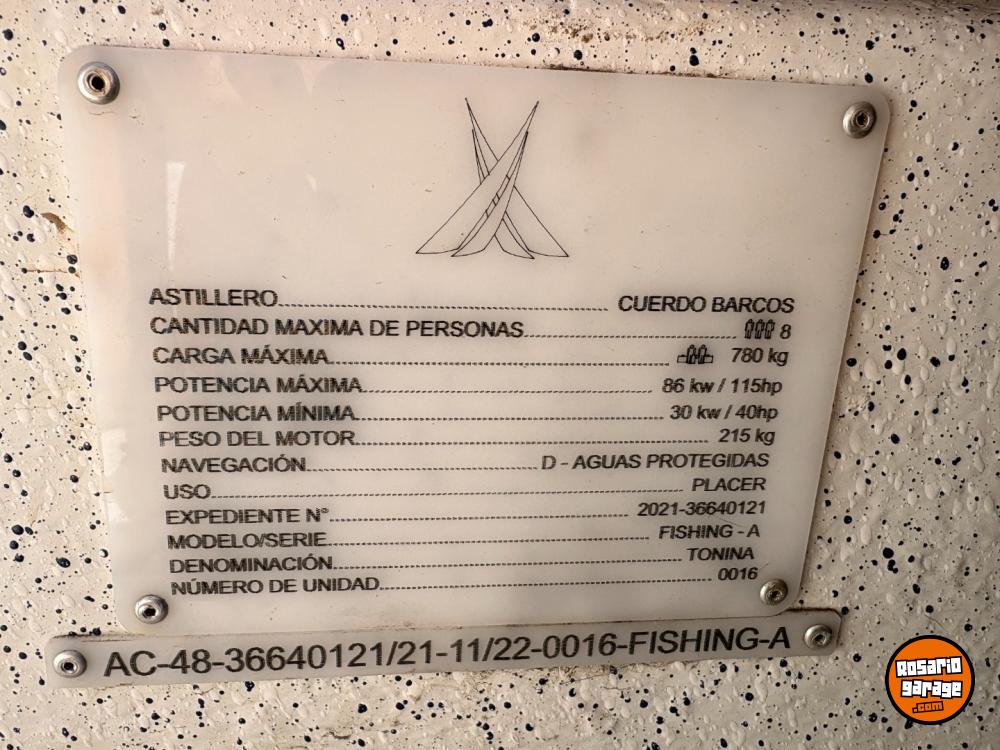 ASTILLERO CUERDO BARCOS
CANTIDAD MAXIMA DE PERSONAS 8
CARGA MÁXIMA 780 kg
POTENCIA MÁXIMA 86 kw / 115hp
POTENCIA MÍNIMA 30 kw / 40hp
PESO DEL MOTOR 215 kg
NAVEGACIÓN D - AGUAS PROTEGIDAS
USO PLACER
EXPEDIENTE N° 2021-36640121
MODELO/SERIE FISHING - A
DENOMINACIÓN TONINA
NÚMERO DE UNIDAD 0016
AC-48-36640121/21-11/22-0016-FISHING-A
ROSARIO
garage
.com